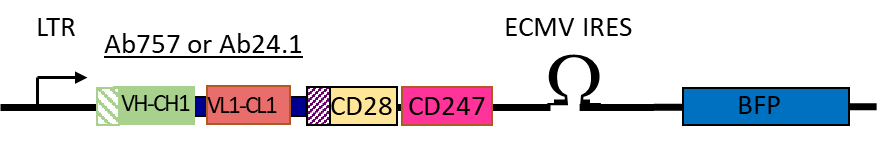 LTR
ECMV IRES
Ab757 or Ab24.1
VH-CH1
VL1-CL1
CD28
CD247
Ω
BFP